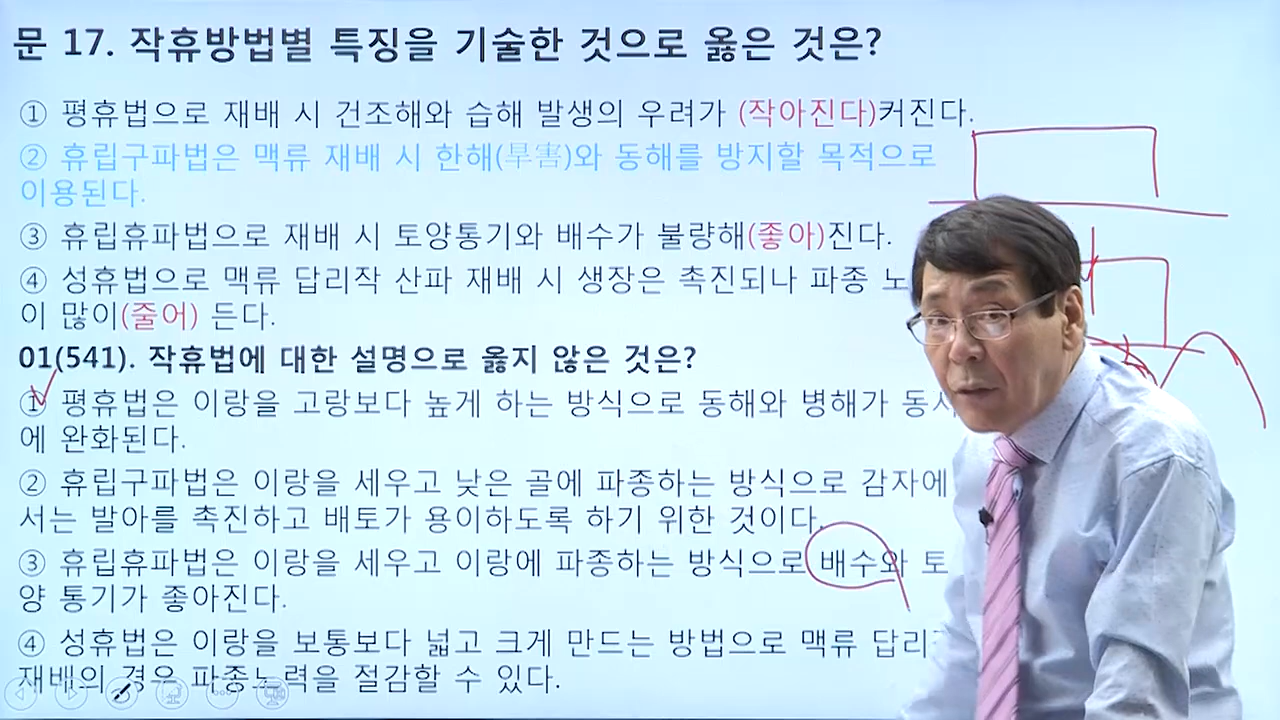 문 17. 작휴방법별 특징을 기술한 것으로 옳은 것은?
① 평휴법으로 재배 시 건조해와 습해 발생의 우려가 (작아진다)커진다.
② 휴립구파법은 맥류 재배 시 한해(旱害)와 동해를 방지할 목적으로
이용된다.
③ 휴립휴파법으로 재배 시 토양통기와 배수가 불량해(좋아)진다.
④ 성휴법으로 맥류 답리작 산파 재배 시 생장은 촉진되나 파종 노
이 많이(줄어) 든다.
01(541). 작휴법에 대한 설명으로 옳지 않은 것은?
① 평휴법은 이랑을 고랑보다 높게 하는 방식으로 동해와 병해가 동시
에 완화된다.
② 휴립구파법은 이랑을 세우고 낮은 골에 파종하는 방식으로 감자에
서는 발아를 촉진하고 배토가 용이하도록 하기 위한 것이다.
③ 휴립휴파법은 이랑을 세우고 이랑에 파종하는 방식으로 배수와 토
양 통기가 좋아진다.
④ 성휴법은 이랑을 보통보다 넓고 크게 만드는 방법으로 맥류 답리
재배의 경우 파종노력을 절감할 수 있다.